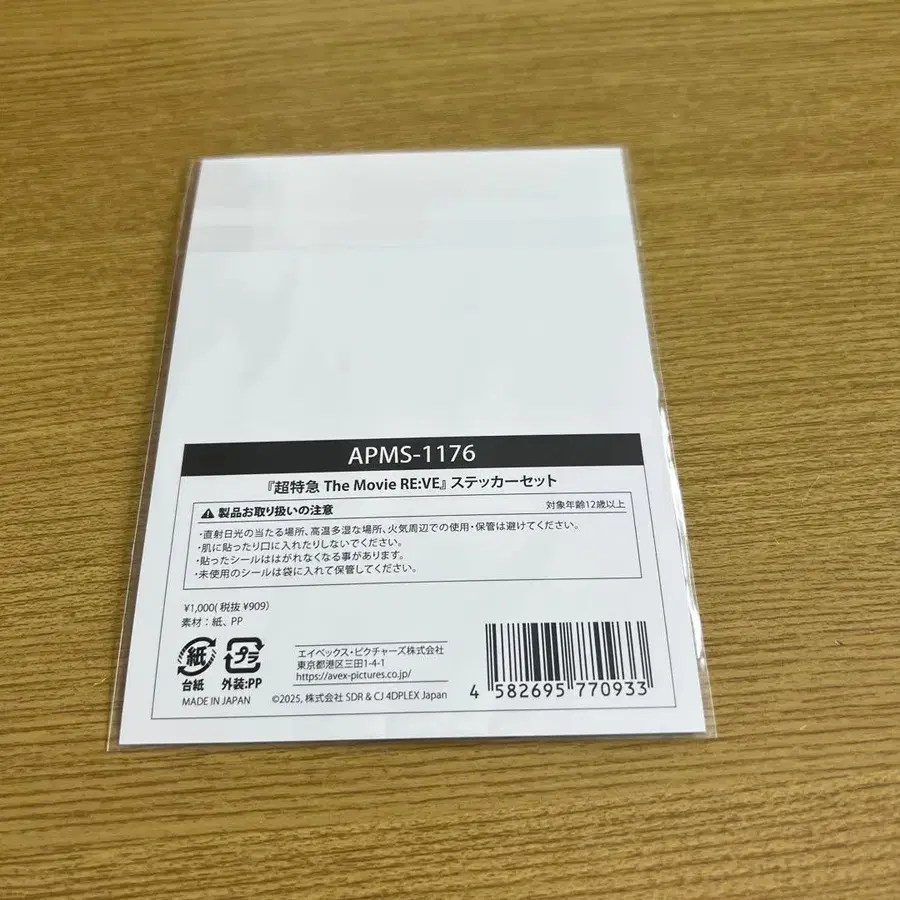 APMS-1176
『超特急 The Movie RE:VE』 ステッカーセット
製品お取り扱いの注意 対象年齢12歳以上
・直射日光の当たる場所、高温多湿な場所、火気周辺での使用・保管は避けてください。
・肌に貼ったり口に入れたりしないでください。
・貼ったシールははがれなくなる事があります。
・未使用のシールは袋に入れて保管してください。
¥1,000(税抜 ¥909)
素材：紙、PP
紙 プラ
台紙 外装:PP
MADE IN JAPAN
エイベックス・ピクチャーズ株式会社
東京都港区三田1-4-1
https://avex-pictures.co.jp/
©2025, 株式会社 SDR & CJ 4DPLEX Japan
4 582695 770933